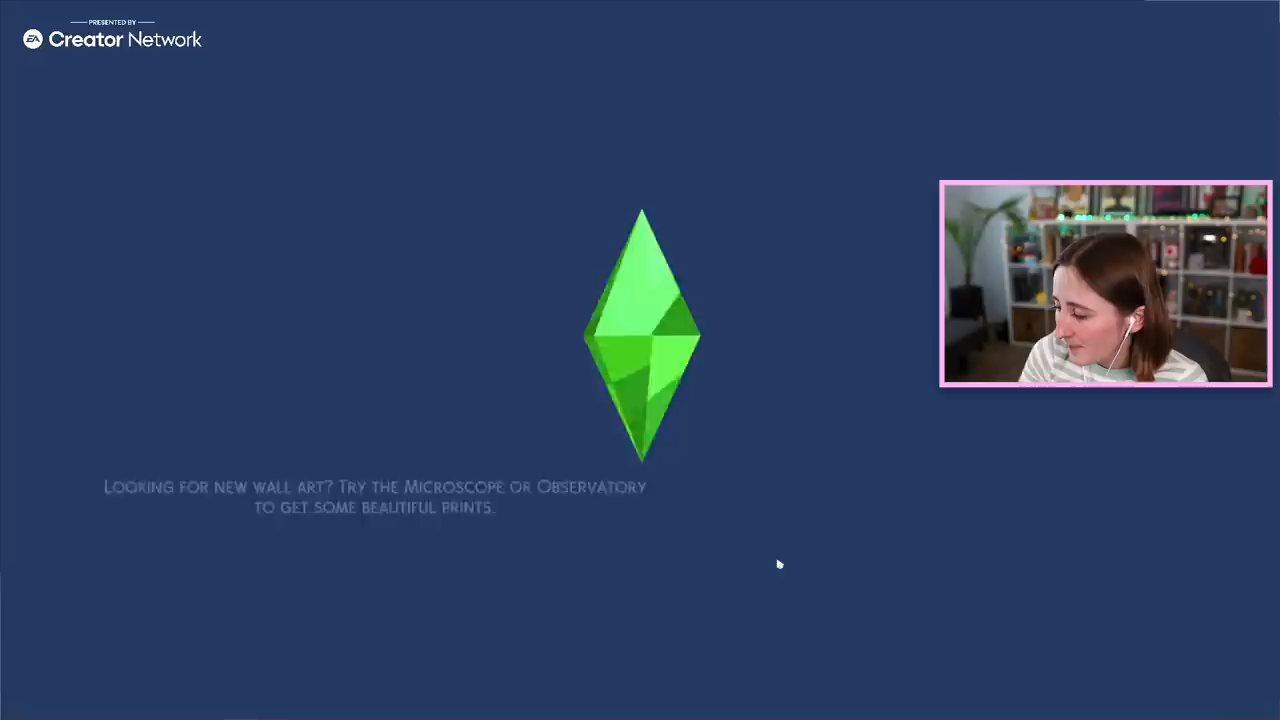 PRESENTED BY
EA Creator Network
LOOKING FOR NEW WALL ART? TRY THE MICROSCOPE OR OBSERVATORY
TO GET SOME BEAUTIFUL PRINTS.